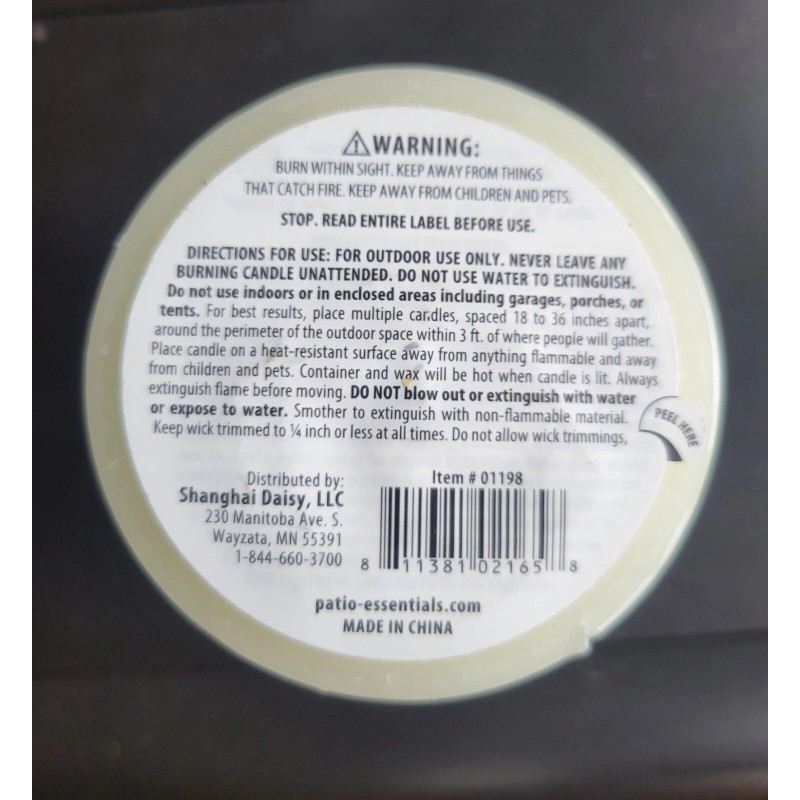 ⚠WARNING:
BURN WITHIN SIGHT. KEEP AWAY FROM THINGS
THAT CATCH FIRE. KEEP AWAY FROM CHILDREN AND PETS.
STOP. READ ENTIRE LABEL BEFORE USE.
DIRECTIONS FOR USE: FOR OUTDOOR USE ONLY. NEVER LEAVE ANY
BURNING CANDLE UNATTENDED. DO NOT USE WATER TO EXTINGUISH.
Do not use indoors or in enclosed areas including garages, porches, or
tents. For best results, place multiple candles, spaced 18 to 36 inches apart,
around the perimeter of the outdoor space within 3 ft. of where people will gather.
Place candle on a heat-resistant surface away from anything flammable and away
from children and pets. Container and wax will be hot when candle is lit. Always
extinguish flame before moving. DO NOT blow out or extinguish with water
or expose to water. Smother to extinguish with non-flammable material.
Keep wick trimmed to ¼ inch or less at all times. Do not allow wick trimmings,
PEEL HERE
Distributed by:
Shanghai Daisy, LLC
230 Manitoba Ave. S.
Wayzata, MN 55391
1-844-660-3700
Item # 01198
8 11381 02165 8
patio-essentials.com
MADE IN CHINA